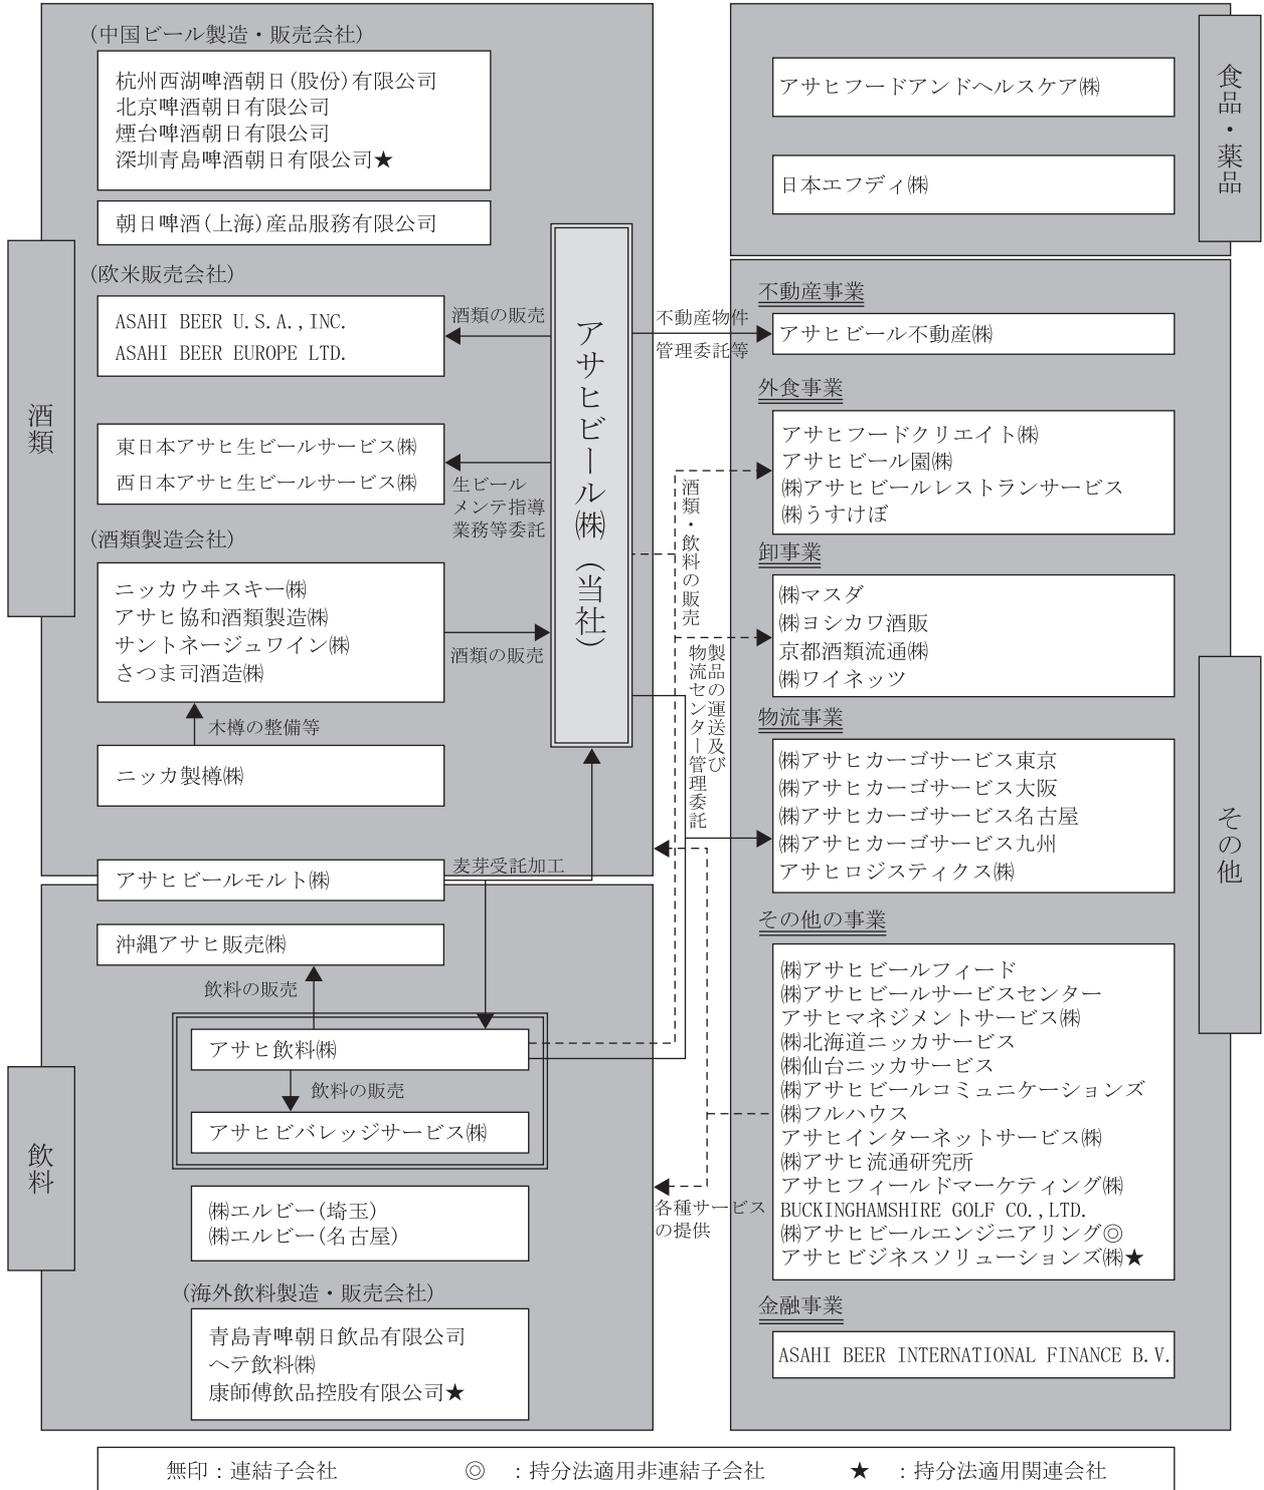 (中国ビール製造・販売会社)
杭州西湖啤酒朝日(股份)有限公司
北京啤酒朝日有限公司
煙台啤酒朝日有限公司
深圳青島啤酒朝日有限公司★
朝日啤酒(上海)産品服務有限公司
(欧米販売会社)
ASAHI BEER U.S.A.,INC.
ASAHI BEER EUROPE LTD.
酒類の販売
東日本アサヒ生ビールサービス㈱
西日本アサヒ生ビールサービス㈱
生ビール
メンテ指導
業務等委託
(酒類製造会社)
ニッカウヰスキー㈱
アサヒ協和酒類製造㈱
サントネージュワイン㈱
さつま司酒造㈱
酒類の販売
木樽の整備等
ニッカ製樽㈱
酒類
アサヒビール㈱(当社)
アサヒビールモルト㈱
麦芽受託加工
沖縄アサヒ販売㈱
飲料の販売
アサヒ飲料㈱
飲料の販売
アサヒビバレッジサービス㈱
㈱エルビー(埼玉)
㈱エルビー(名古屋)
(海外飲料製造・販売会社)
青島青啤朝日飲品有限公司
ヘテ飲料㈱
康師傅飲品控股有限公司★
飲料
不動産物件
管理委託等
酒類・飲料の販売
製品の運送及び
物流センター管理委託
各種サービス
の提供
アサヒフードアンドヘルスケア㈱
日本エフディ㈱
食品・薬品
不動産事業
アサヒビール不動産㈱
外食事業
アサヒフードクリエイト㈱
アサヒビール園㈱
㈱アサヒビールレストランサービス
㈱うすけぼ
卸事業
㈱マスダ
㈱ヨシカワ酒販
京都酒類流通㈱
㈱ワイネッツ
物流事業
㈱アサヒカーゴサービス東京
㈱アサヒカーゴサービス大阪
㈱アサヒカーゴサービス名古屋
㈱アサヒカーゴサービス九州
アサヒロジスティクス㈱
その他の事業
㈱アサヒビールフィード
㈱アサヒビールサービスセンター
アサヒマネジメントサービス㈱
㈱北海道ニッカサービス
㈱仙台ニッカサービス
㈱アサヒビールコミュニケーションズ
㈱フルハウス
アサヒインターネットサービス㈱
㈱アサヒ流通研究所
アサヒフィールドマーケティング㈱
BUCKINGHAMSHIRE GOLF CO.,LTD.
㈱アサヒビールエンジニアリング◎
アサヒビジネスソリューションズ㈱★
金融事業
ASAHI BEER INTERNATIONAL FINANCE B.V.
その他
無印：連結子会社　◎　：持分法適用非連結子会社　★　：持分法適用関連会社